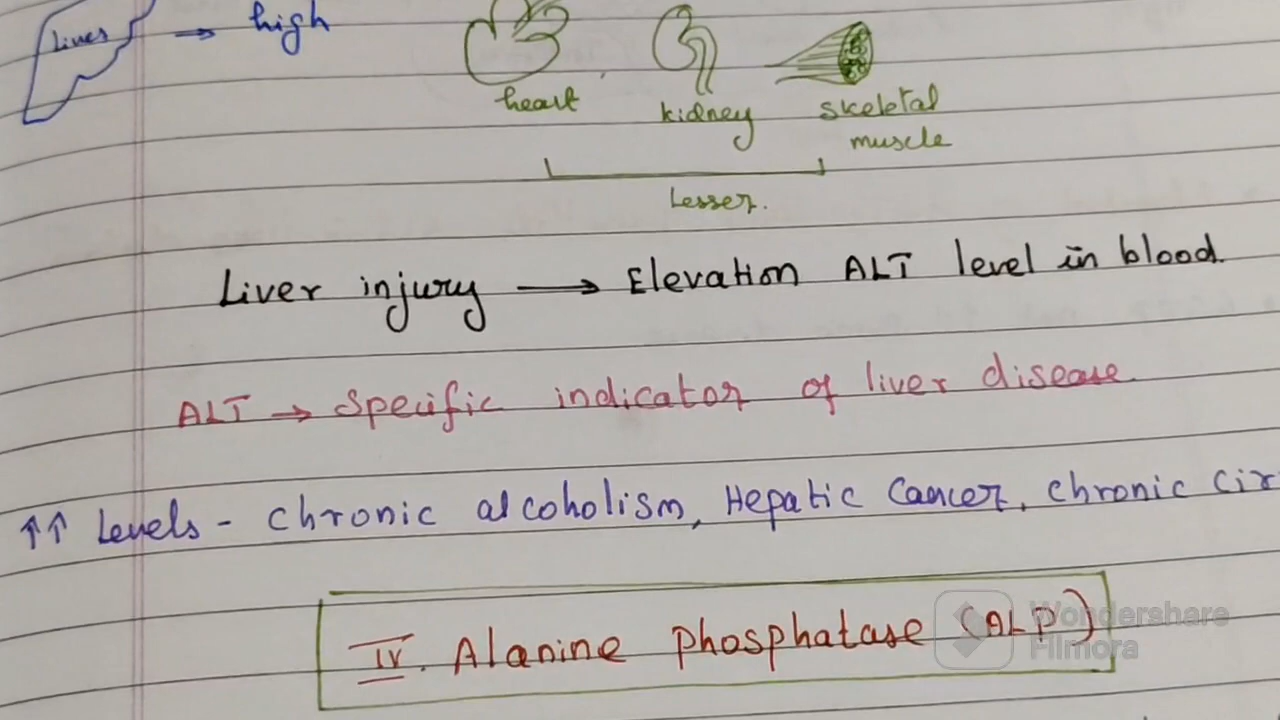 Liver → high
heart kidney skeletal muscle
Lesser.
Liver injury → Elevation ALT level in blood.
ALT → Specific indicator of liver disease.
↑↑ Levels - chronic alcoholism, Hepatic Cancer, chronic cir
IV. Alanine phosphatase (ALP)
Wondershare
Filmora